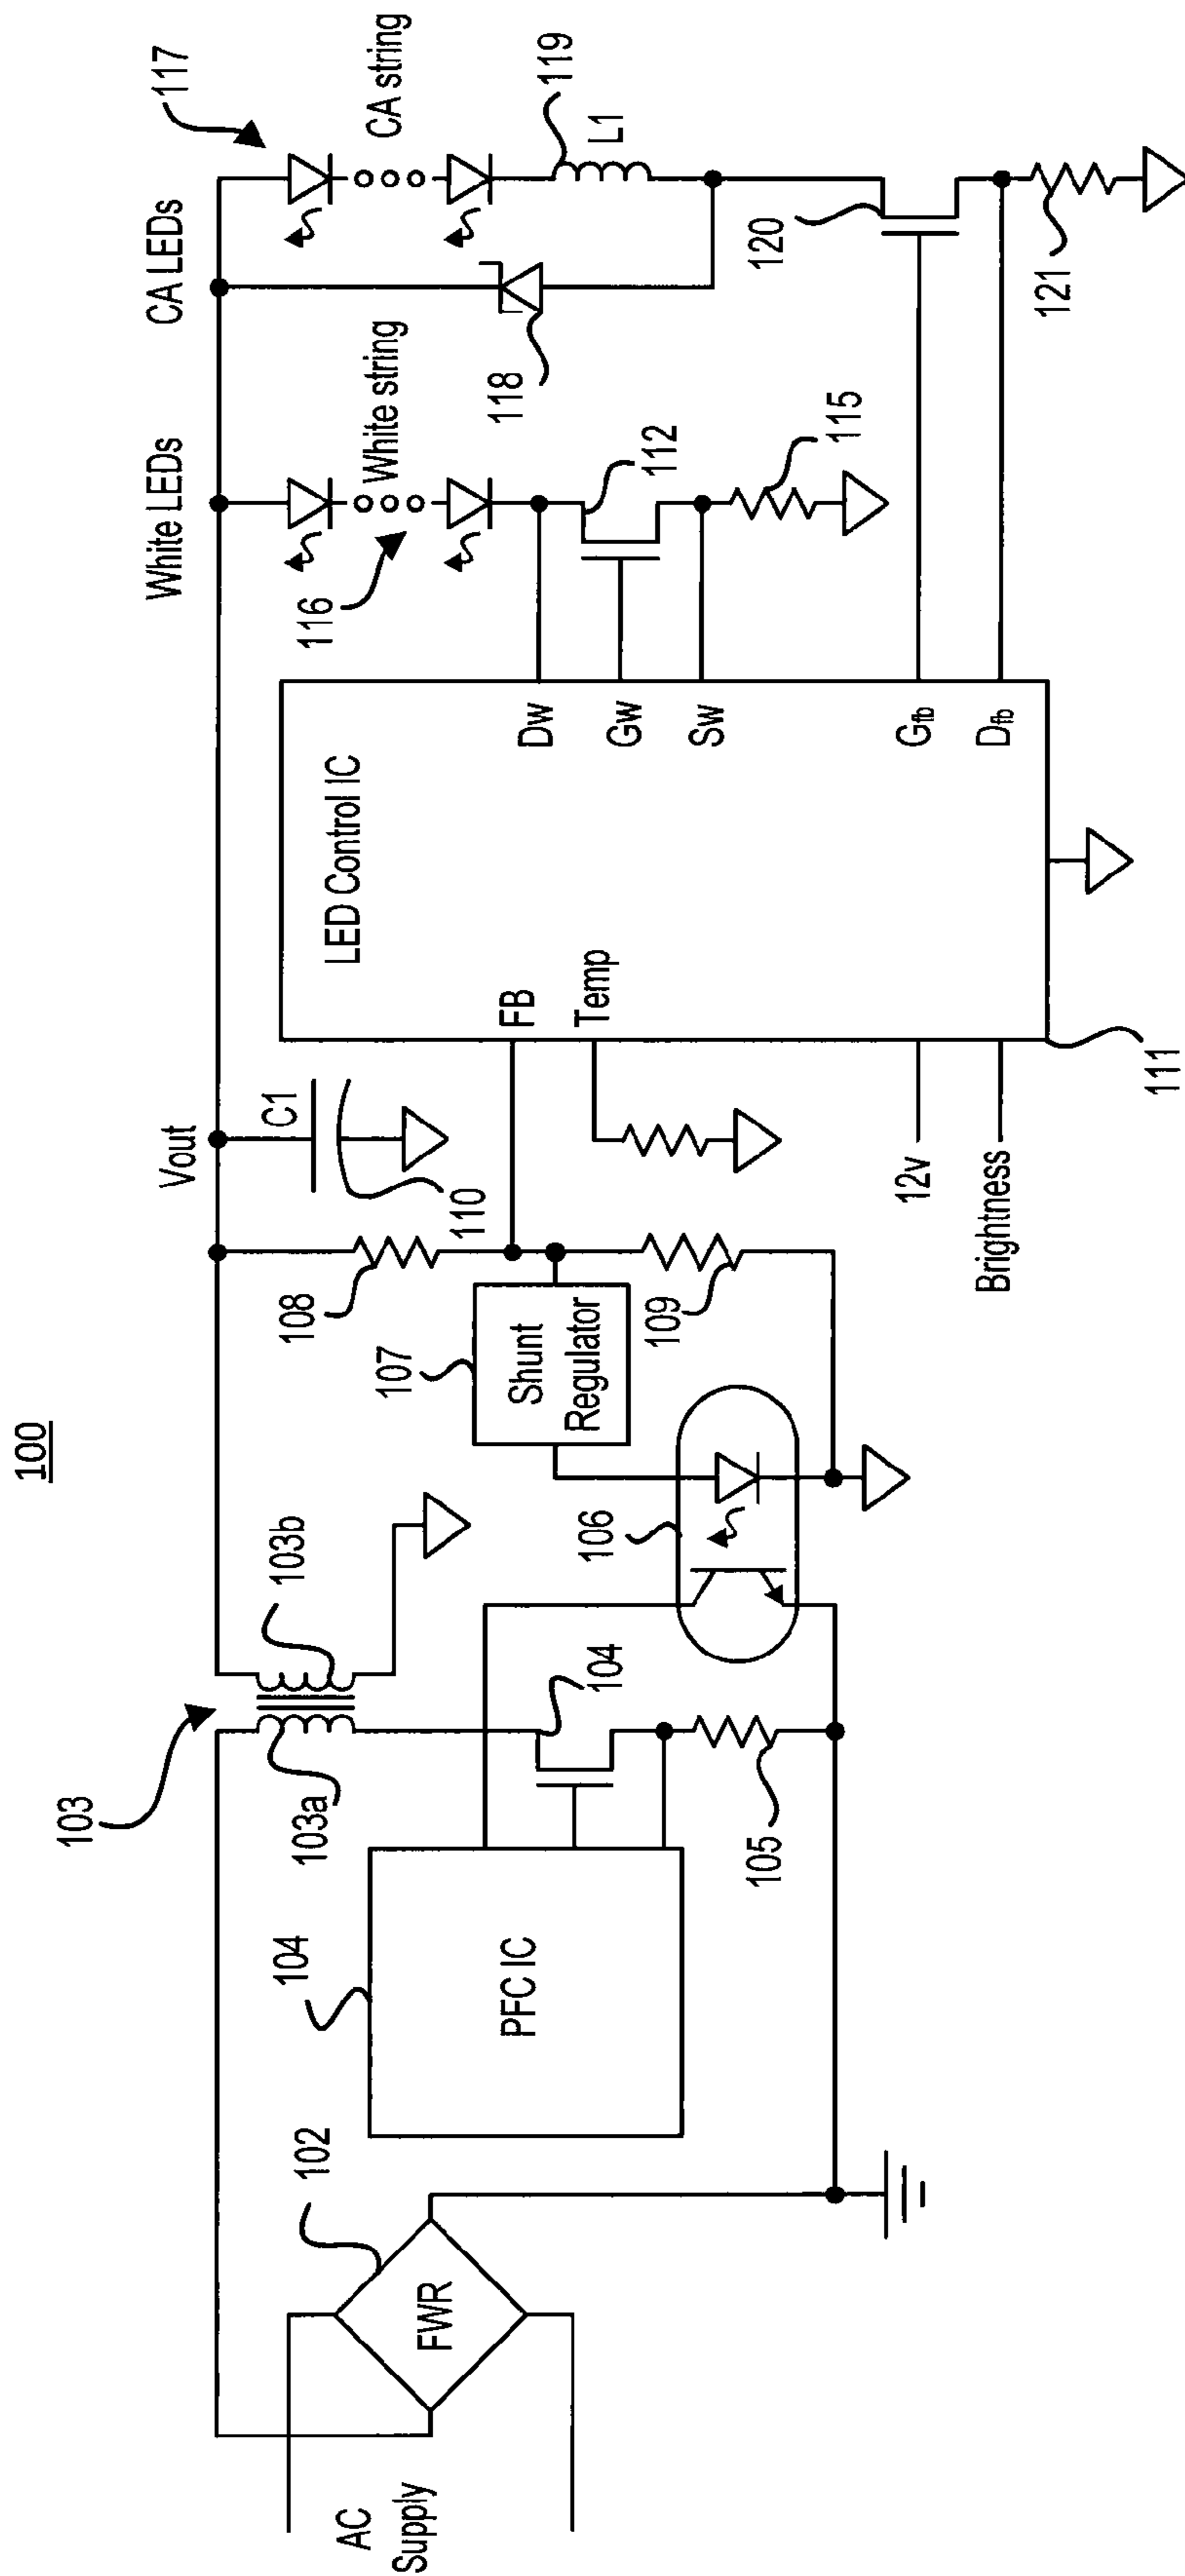 100
AC
Supply
FWR
102
103
103a
103b
104
PFC IC
104
105
106
107
Shunt
Regulator
108
109
Vout
C1
110
FB
Temp
12v
Brightness
LED Control IC
111
Dw
Gw
Sw
Gfb
Dfb
White LEDs
White string
116
112
115
CA LEDs
CA string
117
118
119
L1
120
121